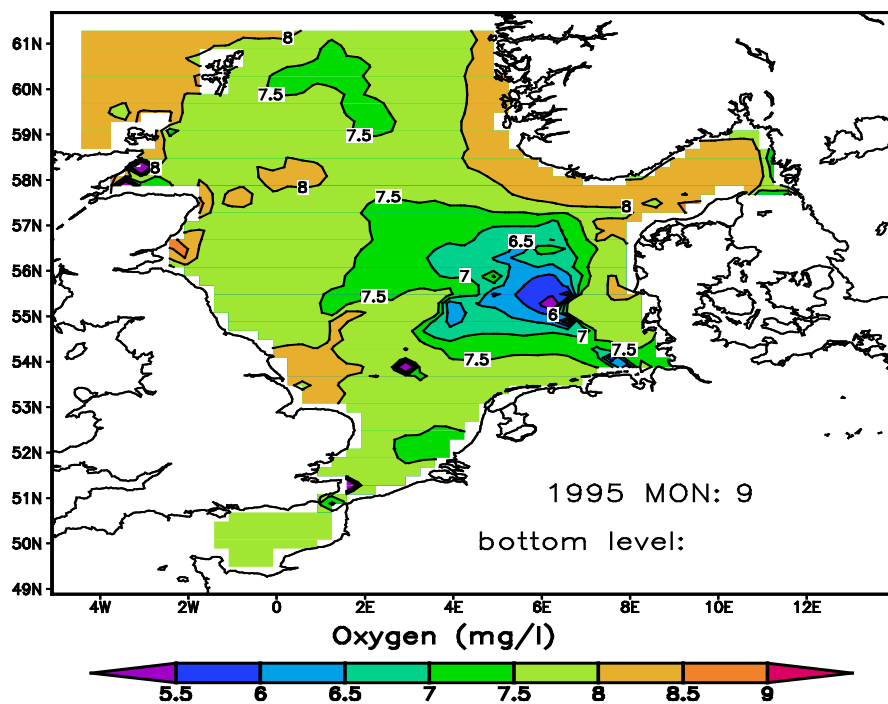 61N
8
60N
7.5
59N
7.5
8
58N
8
8
57N
7.5
6.5
56N
7
7.5
55N
6
7
54N
7.5
7.5
53N
52N
51N
1995 MON: 9
50N
bottom level:
49N
4W 2W 0 2E 4E 6E 8E 10E 12E
Oxygen (mg/l)
5.5 6 6.5 7 7.5 8 8.5 9